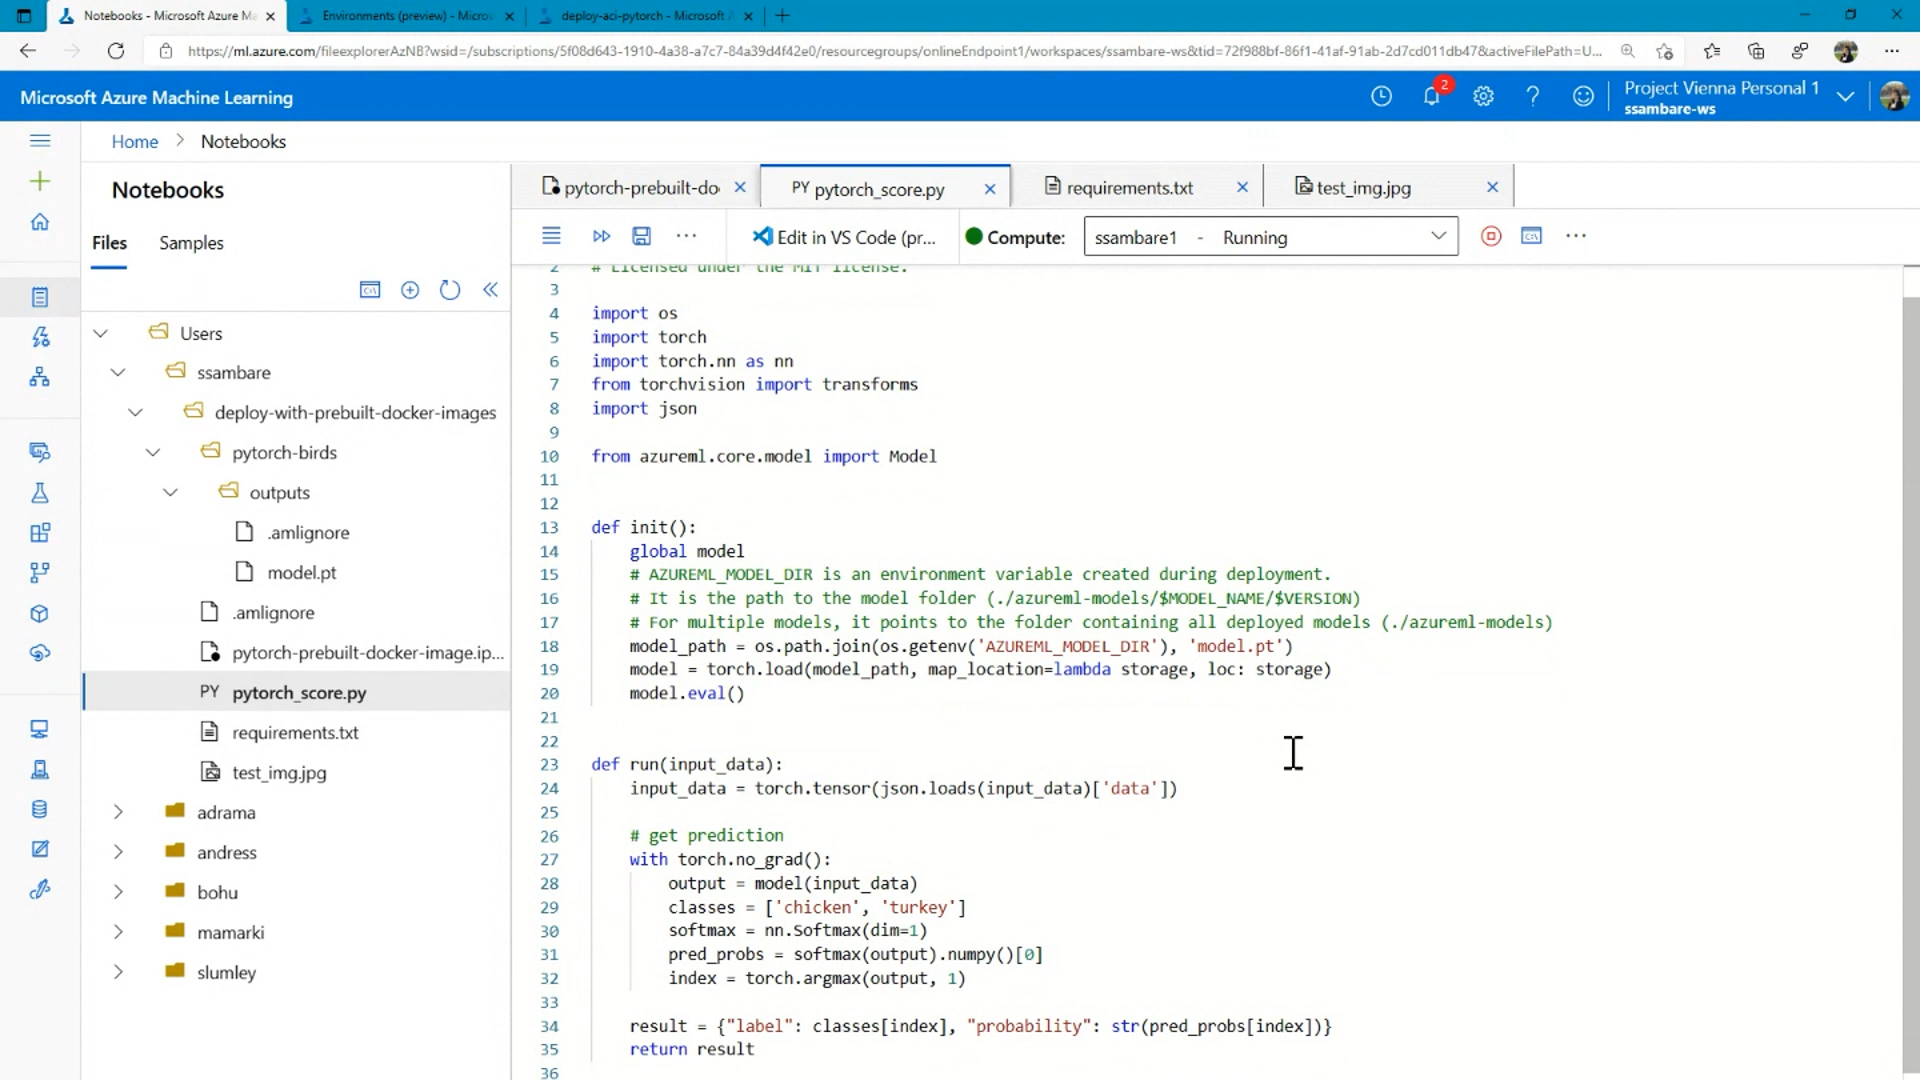 Notebooks - Microsoft Azure Ma
Environments (preview) - Micros
deploy-aci-pytorch - Microsoft A
https://ml.azure.com/fileexplorerAzNB?wsid=/subscriptions/5f08d643-1910-4a38-a7c7-84a39d4f42e0/resourcegroups/onlineEndpoint1/workspaces/ssambare-ws&tid=72f988bf-86f1-41af-91ab-2d7cd011db47&activeFilePath=U...
Microsoft Azure Machine Learning
2
Project Vienna Personal 1
ssambare-ws
Home > Notebooks
Notebooks
Files
Samples
Users
ssambare
deploy-with-prebuilt-docker-images
pytorch-birds
outputs
.amlignore
model.pt
.amlignore
pytorch-prebuilt-docker-image.ip...
PY pytorch_score.py
requirements.txt
test_img.jpg
adrama
andress
bohu
mamarki
slumley
pytorch-prebuilt-do
PY pytorch_score.py
requirements.txt
test_img.jpg
Edit in VS Code (pr...
Compute:
ssambare1 - Running
2 # Licensed under the MIT license.
3
4 import os
5 import torch
6 import torch.nn as nn
7 from torchvision import transforms
8 import json
9
10 from azureml.core.model import Model
11
12
13 def init():
14 global model
15 # AZUREML_MODEL_DIR is an environment variable created during deployment.
16 # It is the path to the model folder (./azureml-models/$MODEL_NAME/$VERSION)
17 # For multiple models, it points to the folder containing all deployed models (./azureml-models)
18 model_path = os.path.join(os.getenv('AZUREML_MODEL_DIR'), 'model.pt')
19 model = torch.load(model_path, map_location=lambda storage, loc: storage)
20 model.eval()
21
22
23 def run(input_data):
24 input_data = torch.tensor(json.loads(input_data)['data'])
25
26 # get prediction
27 with torch.no_grad():
28 output = model(input_data)
29 classes = ['chicken', 'turkey']
30 softmax = nn.Softmax(dim=1)
31 pred_probs = softmax(output).numpy()[0]
32 index = torch.argmax(output, 1)
33
34 result = {"label": classes[index], "probability": str(pred_probs[index])}
35 return result
36